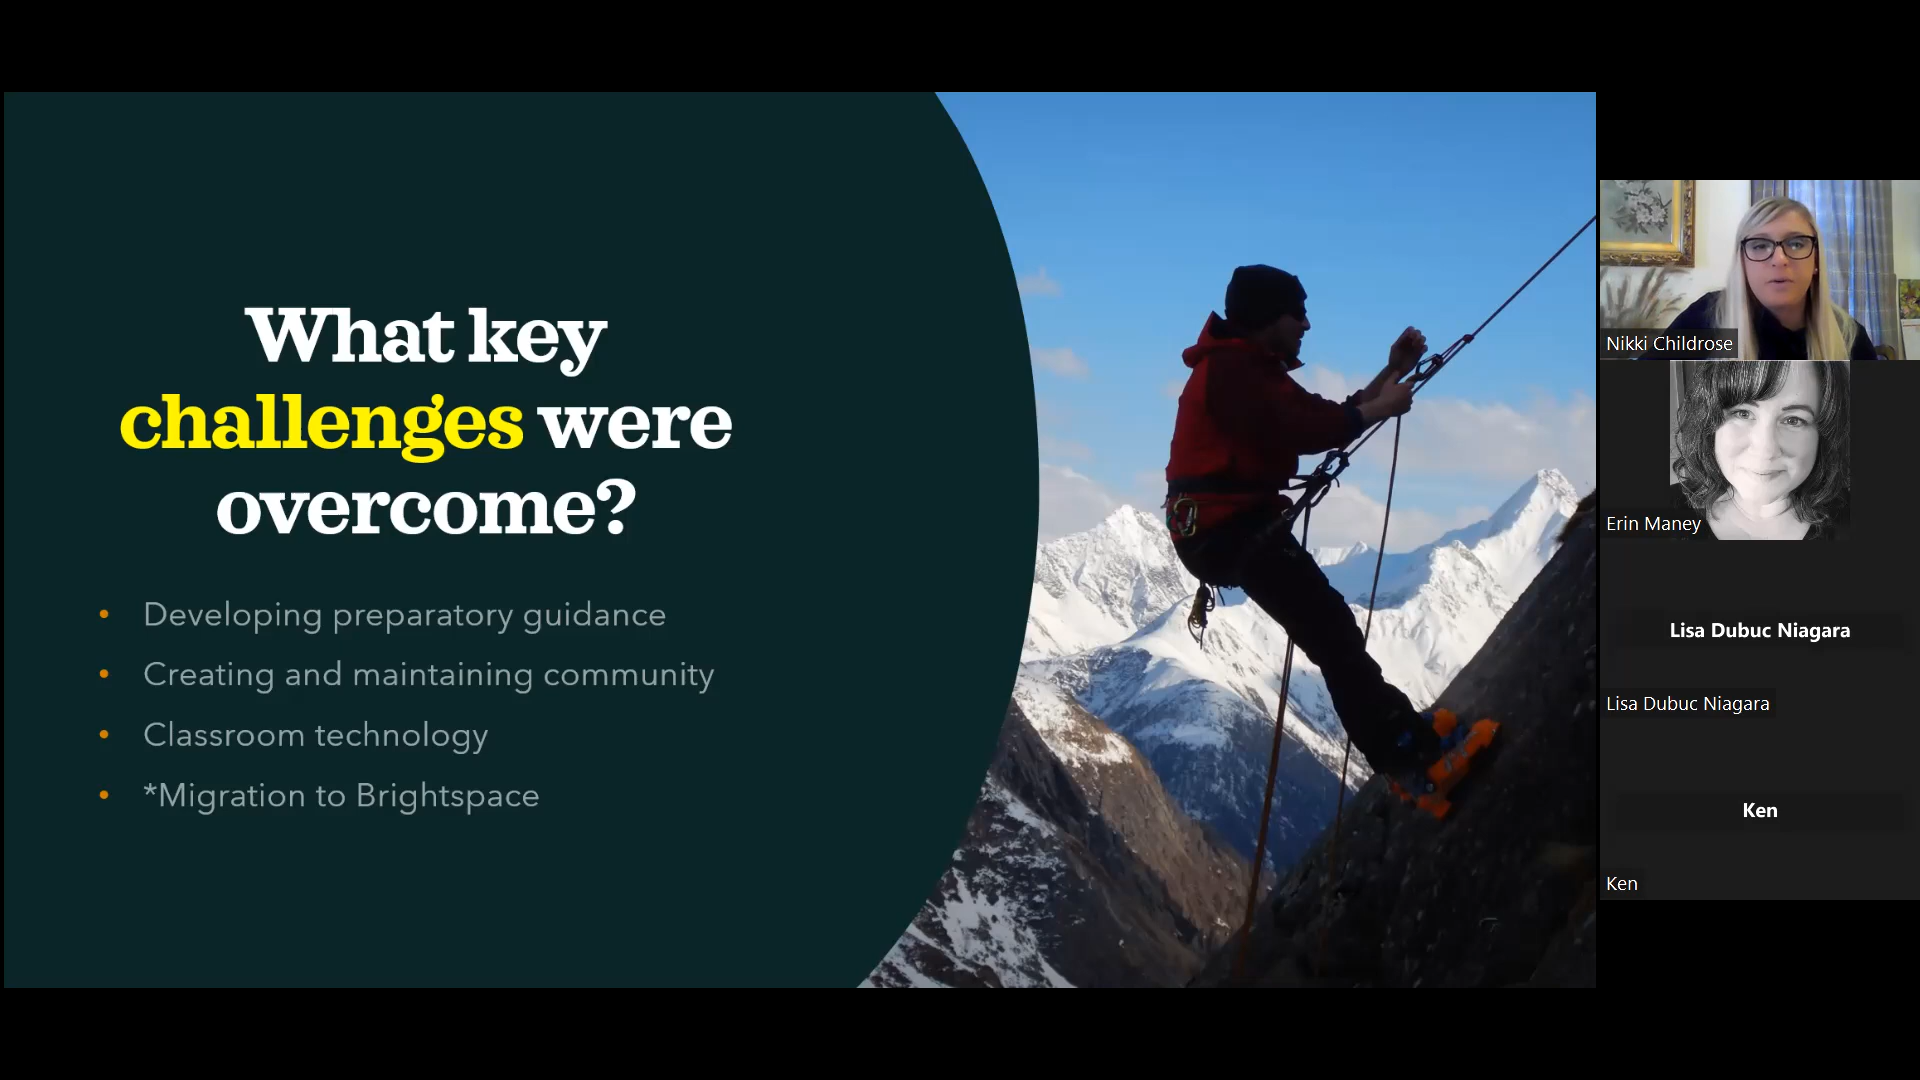 What key
challenges were
overcome?
• Developing preparatory guidance
• Creating and maintaining community
• Classroom technology
• *Migration to Brightspace
Nikki Childrose
Erin Maney
Lisa Dubuc Niagara
Lisa Dubuc Niagara
Ken
Ken